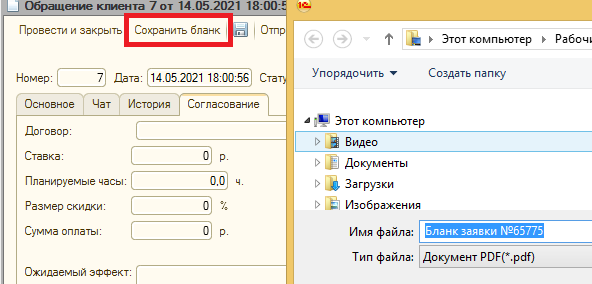 Обращение клиента 7 от 14.05.2021 18:00:5
Провести и закрыть Сохранить бланк Отпр
Номер: 7 Дата: 14.05.2021 18:00:56 Стату
Основное Чат История Согласование
Договор:
Ставка: 0 р.
Планируемые часы: 0,0 ч.
Размер скидки: 0 %
Сумма оплаты: 0 р.
Ожидаемый эффект:
Этот компьютер Рабочи
Упорядочить Создать папку
Этот компьютер
Видео
Документы
Загрузки
Изображения
Имя файла: Бланк заявки №65775
Тип файла: Документ PDF(*.pdf)